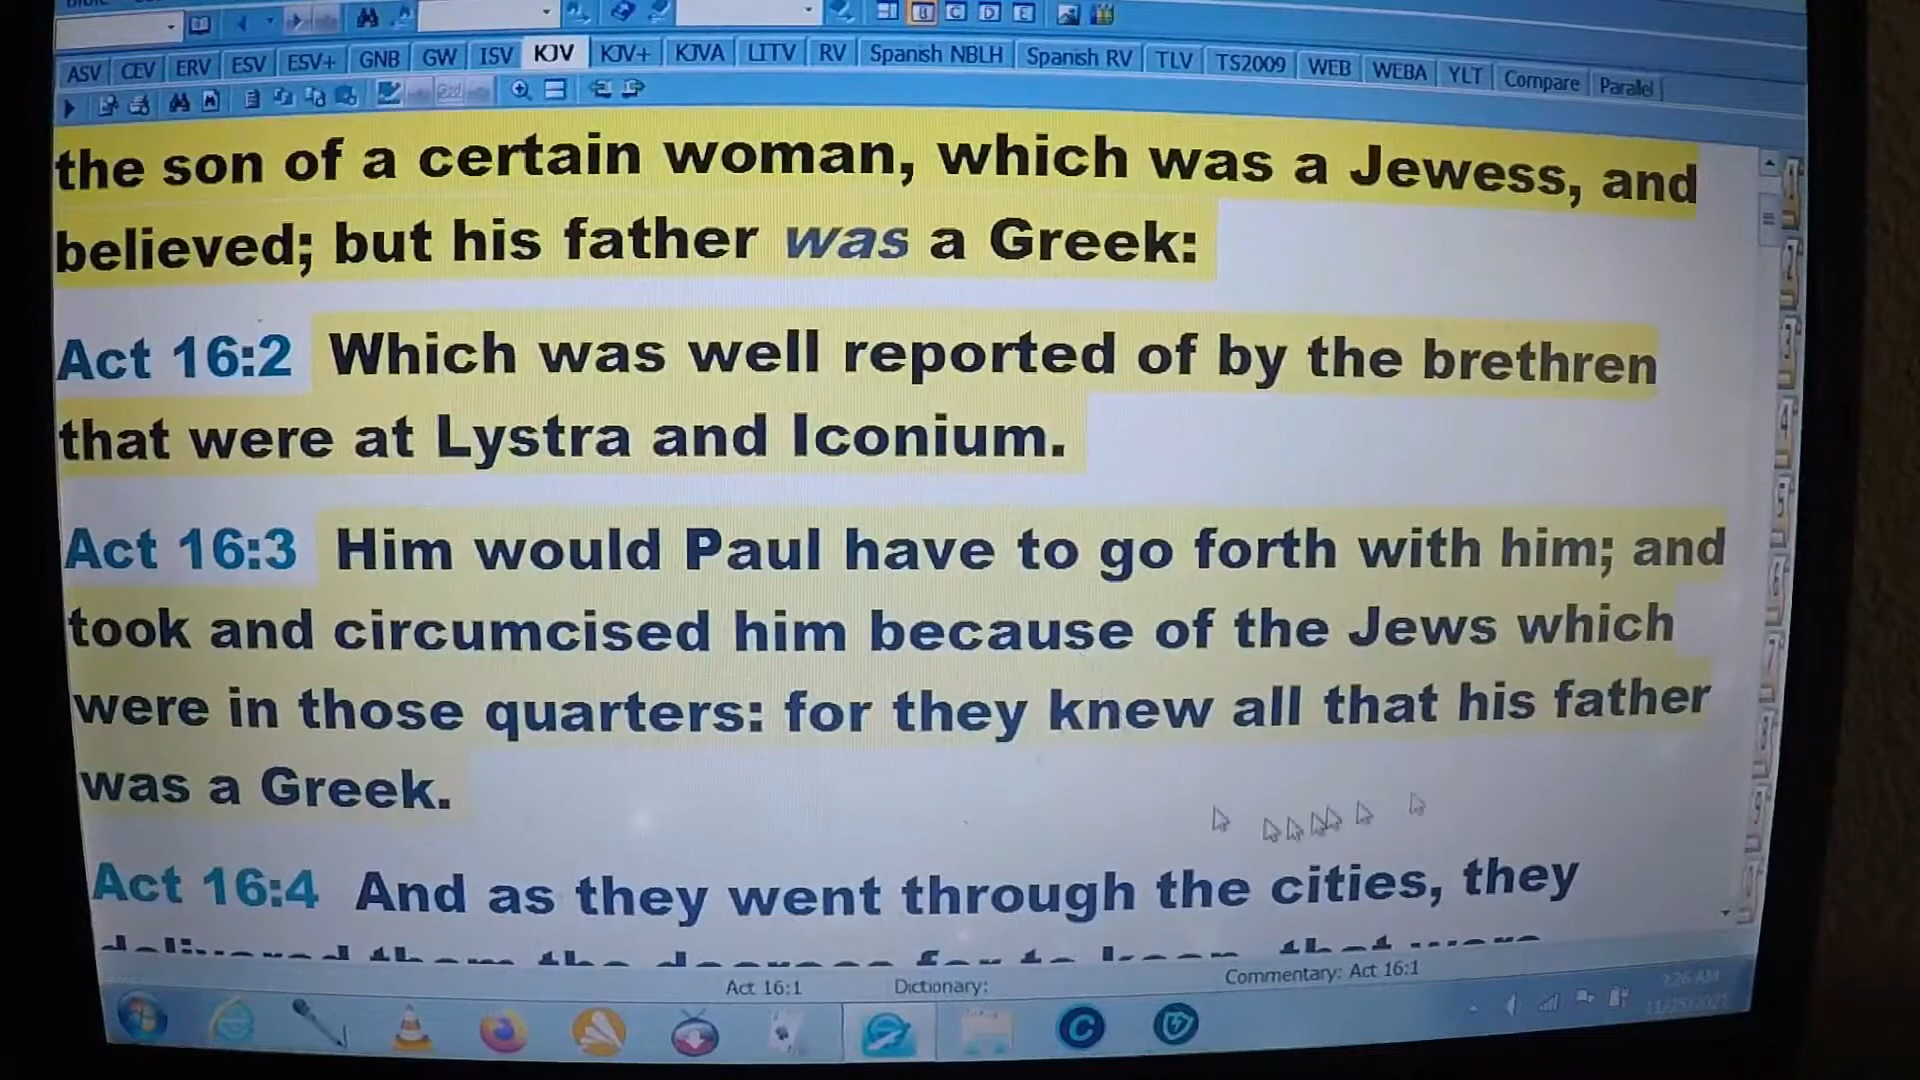 B C D E
ASV CEV ERV ESV ESV+ GNB GW ISV KJV KJV+ KJVA LITV RV Spanish NBLH Spanish RV TLV TS2009 WEB WEBA YLT Compare Parallel
the son of a certain woman, which was a Jewess, and
believed; but his father was a Greek:
Act 16:2 Which was well reported of by the brethren
that were at Lystra and Iconium.
Act 16:3 Him would Paul have to go forth with him; and
took and circumcised him because of the Jews which
were in those quarters: for they knew all that his father
was a Greek.
Act 16:4 And as they went through the cities, they
Act 16:1 Dictionary: Commentary: Act 16:1